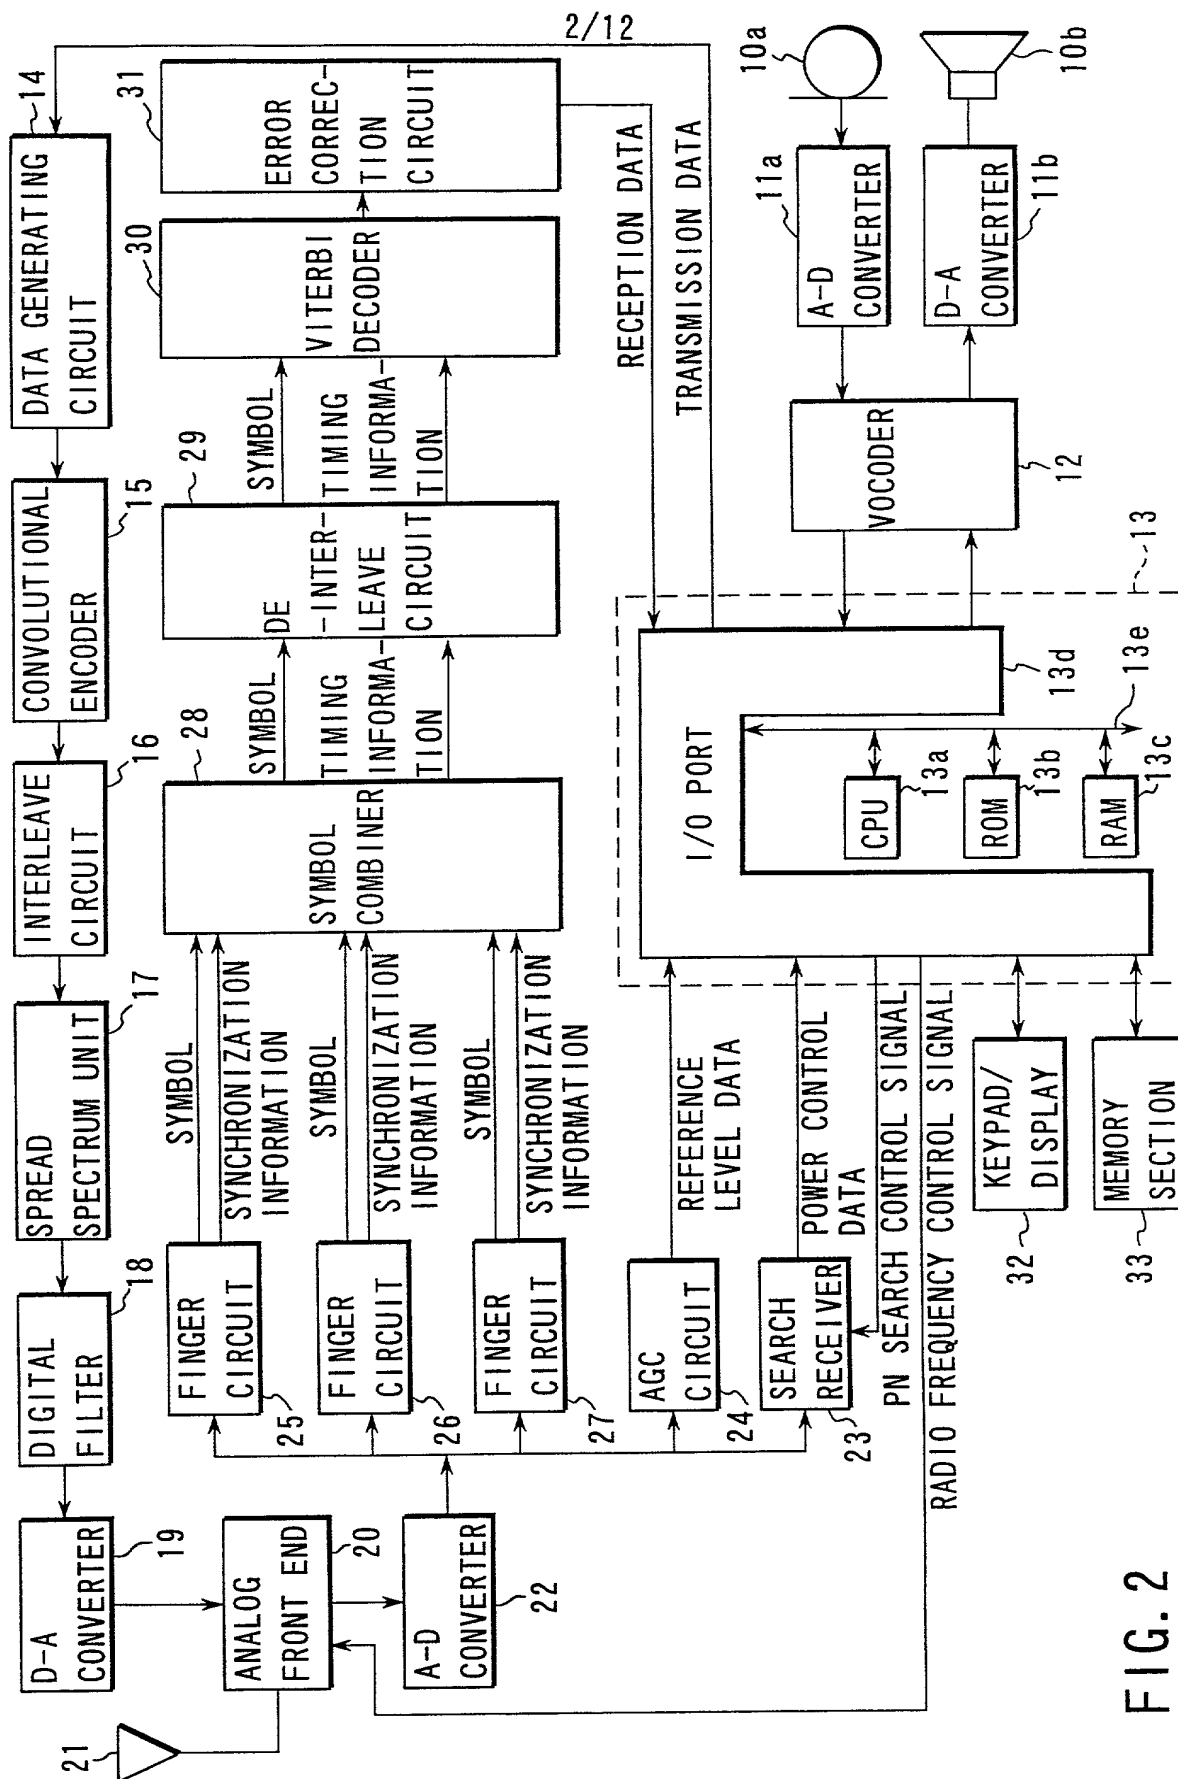 2/12
14
DATA GENERATING
CIRCUIT
15
CONVOLUTIONAL
ENCODER
16
INTERLEAVE
CIRCUIT
17
SPREAD
SPECTRUM UNIT
18
DIGITAL
FILTER
19
D-A
CONVERTER
20
ANALOG
FRONT END
21
22
A-D
CONVERTER
25
FINGER
CIRCUIT
SYMBOL
SYNCHRONIZATION
INFORMATION
26
FINGER
CIRCUIT
SYMBOL
SYNCHRONIZATION
INFORMATION
27
FINGER
CIRCUIT
SYMBOL
SYNCHRONIZATION
INFORMATION
28
SYMBOL
COMBINER
SYMBOL
TIMING
INFORMA-
TION
29
DE
-INTER-
LEAVE
CIRCUIT
SYMBOL
TIMING
INFORMA-
TION
30
VITERBI
DECODER
31
ERROR
CORREC-
TION
CIRCUIT
RECEPTION DATA
TRANSMISSION DATA
24
AGC
CIRCUIT
REFERENCE
LEVEL DATA
23
SEARCH
RECEIVER
POWER CONTROL
DATA
PN SEARCH CONTROL SIGNAL
RADIO FREQUENCY CONTROL SIGNAL
13
I/O PORT
13d
13e
CPU
13a
ROM
13b
RAM
13c
10a
10b
11a
A-D
CONVERTER
11b
D-A
CONVERTER
VOCODER
12
KEYPAD/
DISPLAY
32
MEMORY
SECTION
33
FIG. 2